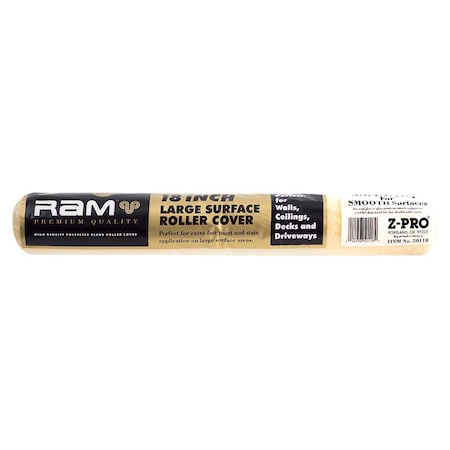 RAM
PREMIUM QUALITY
HIGH DENSITY POLYESTER BLEND ROLLER COVER
18 INCH
LARGE SURFACE
ROLLER COVER
Perfect for extra fast paint and stain
application on large surface areas.
for
Walls,
Ceilings,
Decks and
Driveways
For
SMOOTH Surfaces
Z-PRO®
PORTLAND, OR. 97223
ITEM No. 50118